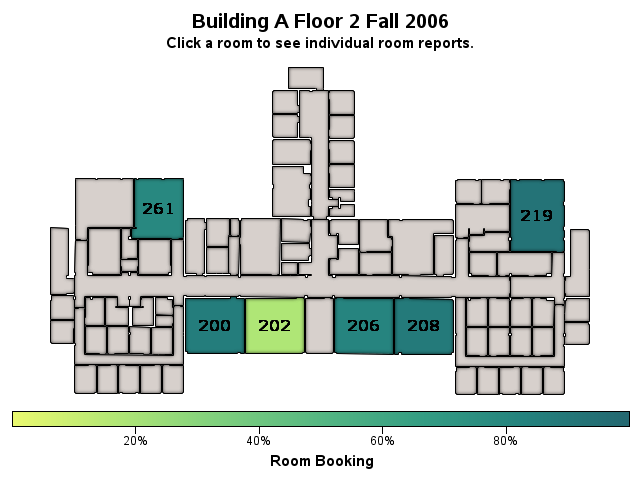 Building A Floor 2 Fall 2006
Click a room to see individual room reports.
261
219
200 202 206 208
20% 40% 60% 80%
Room Booking